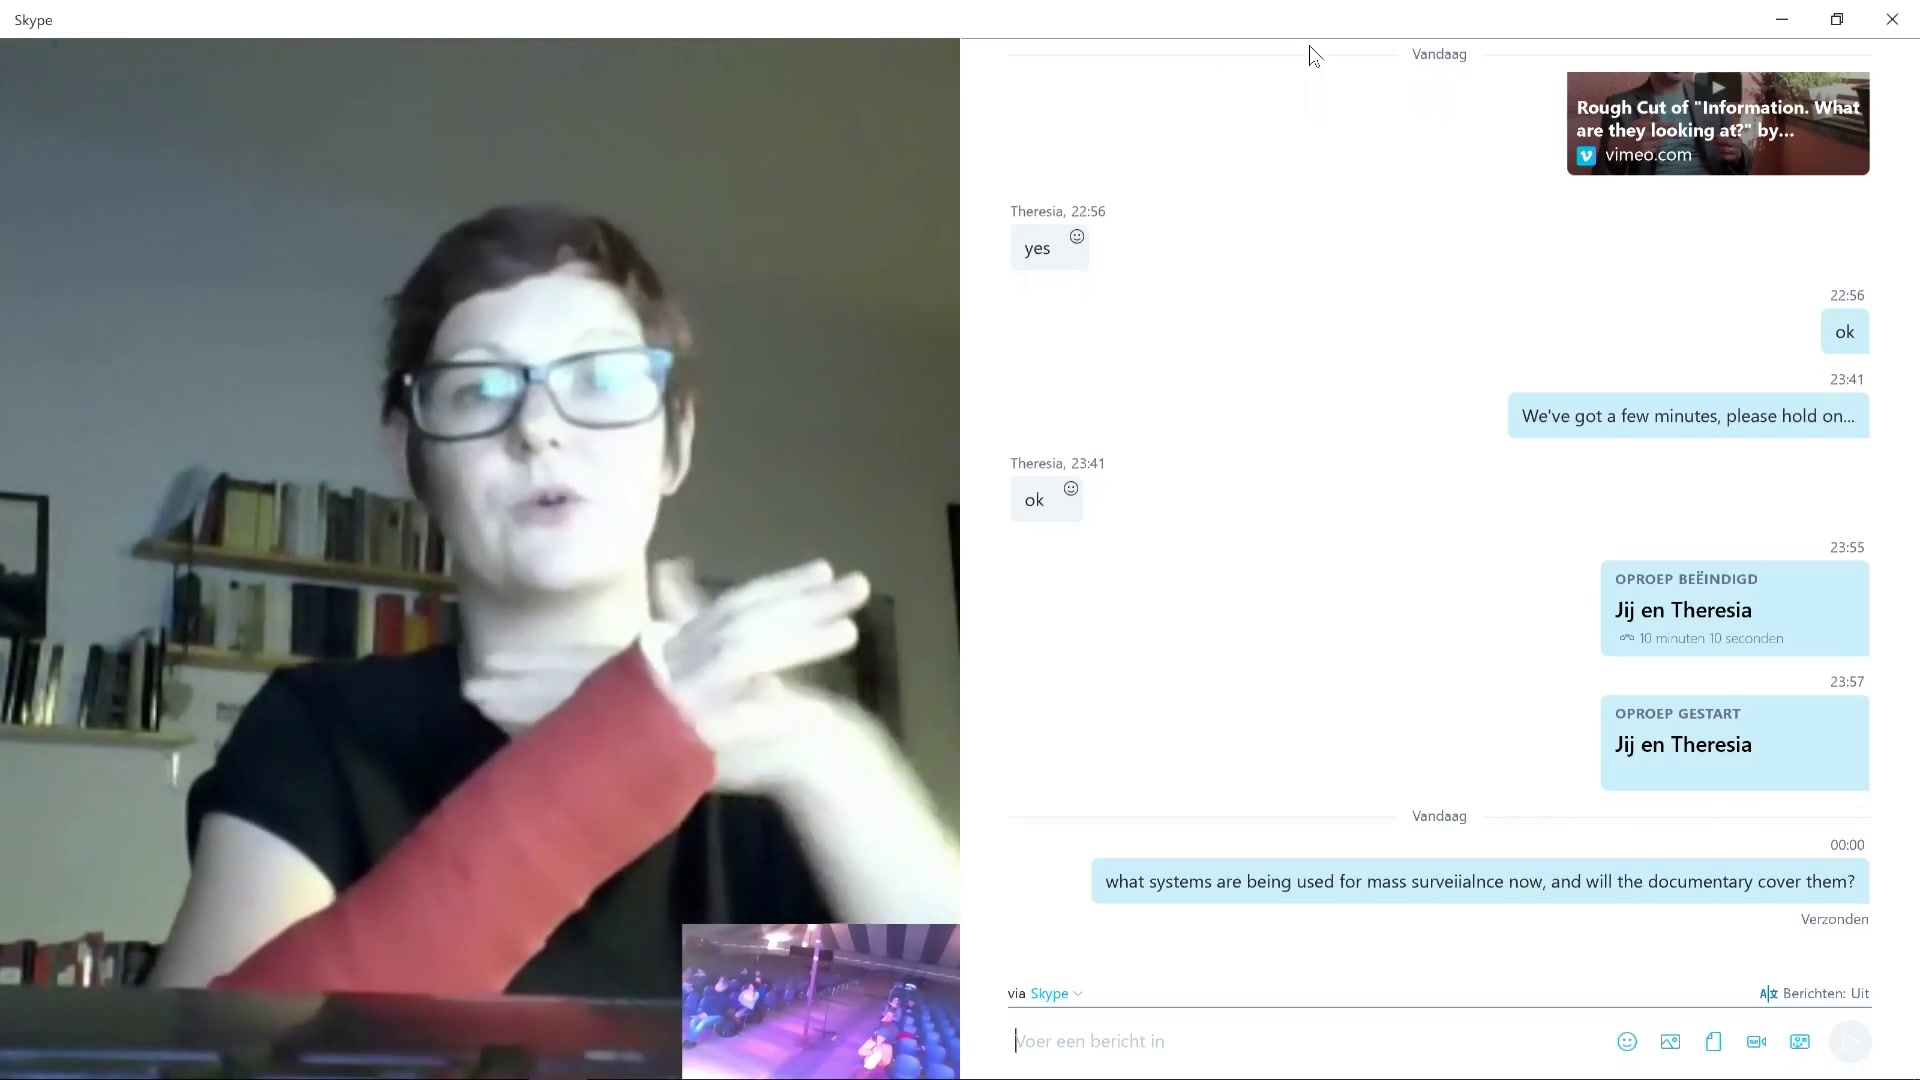 Skype
Vandaag
Rough Cut of "Information. What
are they looking at?" by...
vimeo.com
Theresia, 22:56
yes
22:56
ok
23:41
We've got a few minutes, please hold on...
Theresia, 23:41
ok
23:55
OPROEP BEËINDIGD
Jij en Theresia
10 minuten 10 seconden
23:57
OPROEP GESTART
Jij en Theresia
Vandaag
00:00
what systems are being used for mass surveiialnce now, and will the documentary cover them?
Verzonden
via Skype
Berichten: Uit
Voer een bericht in